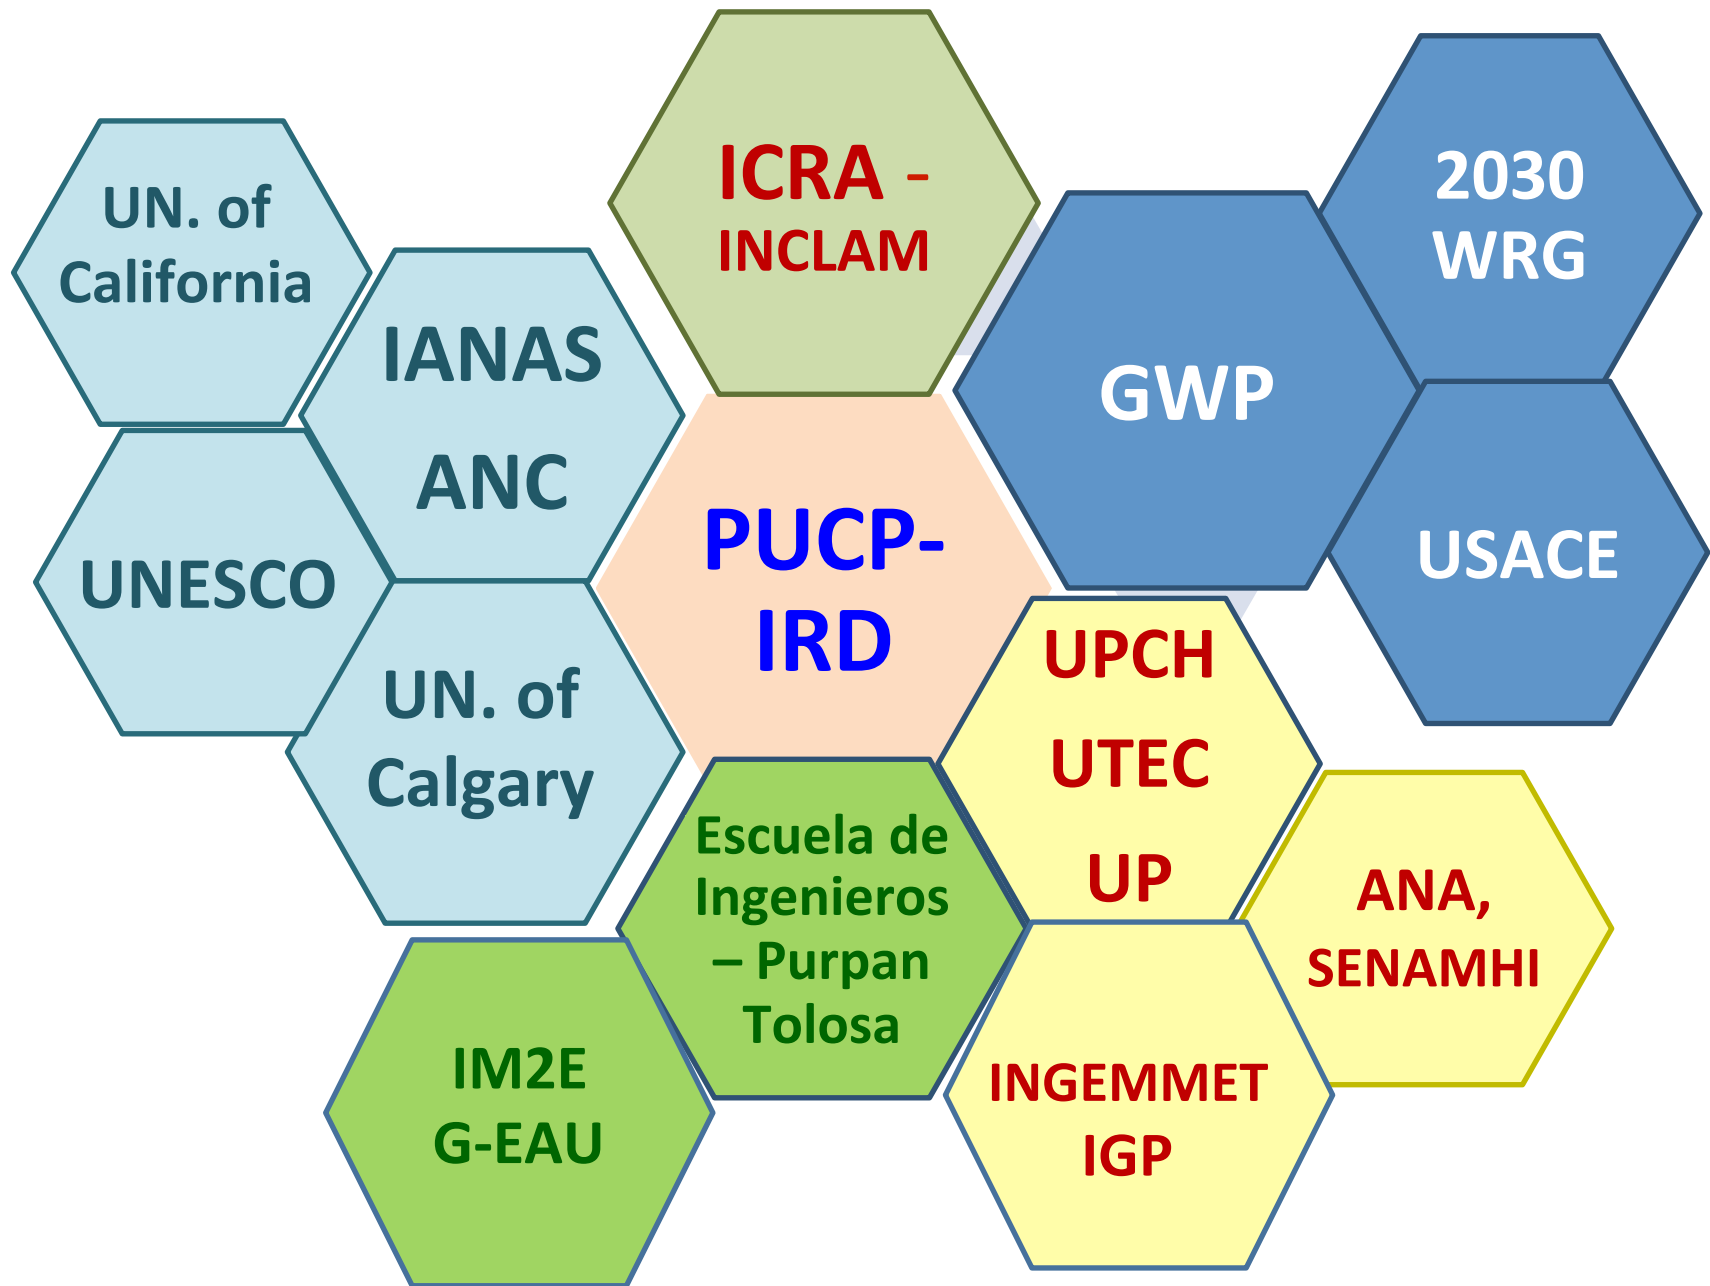 UN. of
California
IANAS
ANC
UNESCO
UN. of
Calgary
ICRA -
INCLAM
PUCP-
IRD
GWP
2030
WRG
USACE
UPCH
UTEC
UP
ANA,
SENAMHI
INGEMMET
IGP
Escuela de
Ingenieros
– Purpan
Tolosa
IM2E
G-EAU